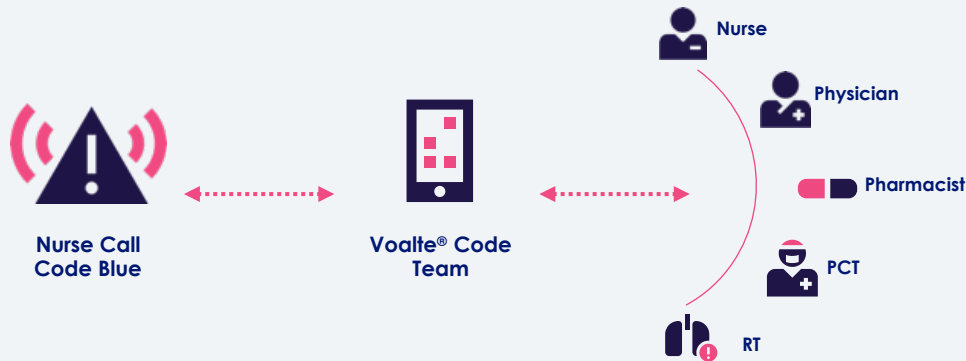 Nurse
Physician
Pharmacist
PCT
RT
Nurse Call
Code Blue
Voalte® Code
Team